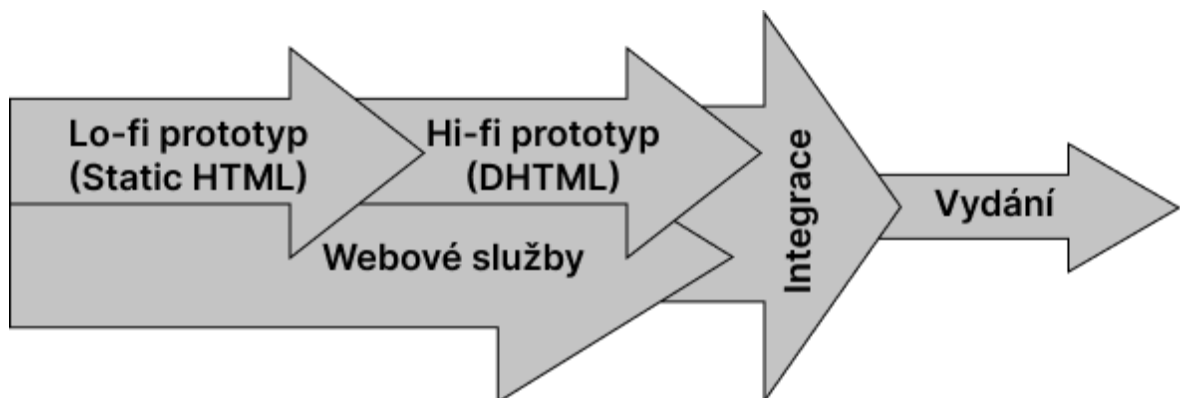 Lo-fi prototyp
(Static HTML)
Hi-fi prototyp
(DHTML)
Webové služby
Integrace
Vydání